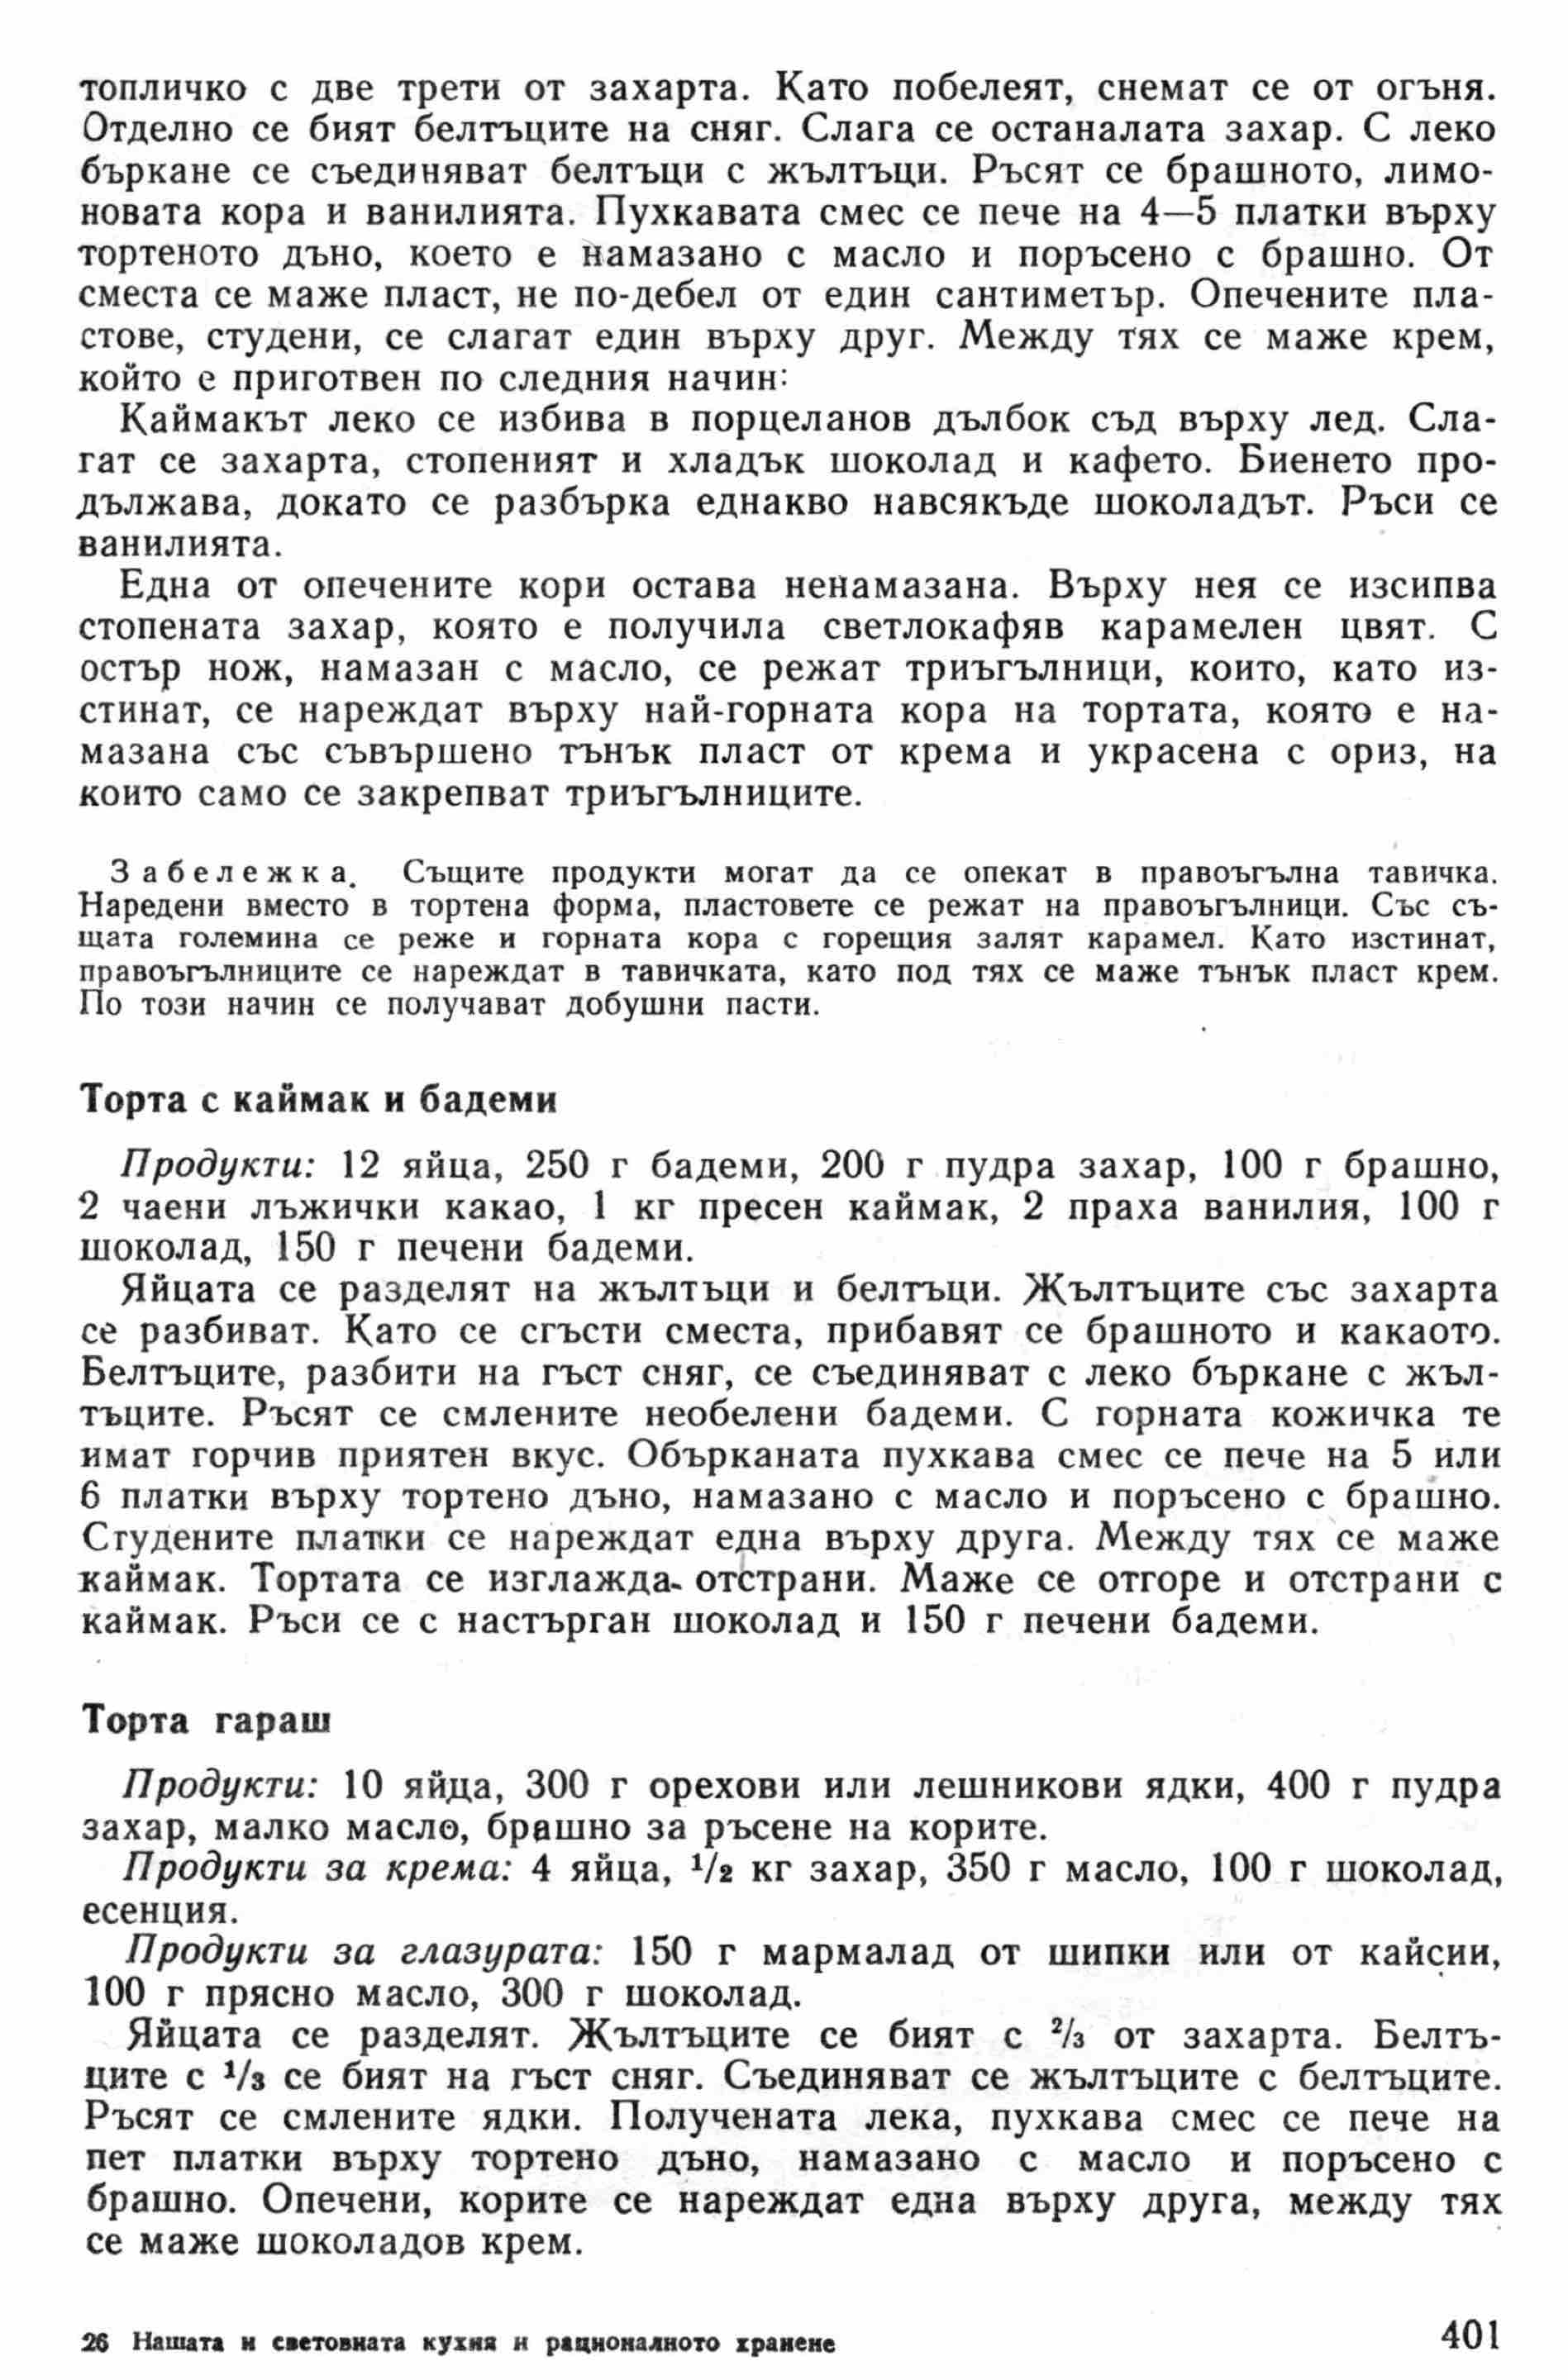 топличко с две трети от захарта. Като побелеят, снемат се от огъня.
Отделно се бият белтъците на сняг. Слага се останалата захар. С леко
бъркане се съединяват белтъци с жълтъци. Ръсят се брашното, лимо-
новата кора и ванилията. Пухкавата смес се пече на 4—5 платки върху
тортеното дъно, което е намазано с масло и поръсено с брашно. От
сместа се маже пласт, не по-дебел от един сантиметър. Опечените пла-
стове, студени, се слагат един върху друг. Между тях се маже крем,
който е приготвен по следния начин:
Каймакът леко се избива в порцеланов дълбок съд върху лед. Сла-
гат се захарта, стопеният и хладък шоколад и кафето. Биенето про-
дължава, докато се разбърка еднакво навсякъде шоколадът. Ръси се
ванилията.
Една от опечените кори остава ненамазана. Върху нея се изсипва
стопената захар, която е получила светлокафяв карамелен цвят. С
остър нож, намазан с масло, се режат триъгълници, които, като из-
стинат, се нареждат върху най-горната кора на тортата, която е на-
мазана със съвършено тънък пласт от крема и украсена с ориз, на
които само се закрепват триъгълниците.
Забележка. Същите продукти могат да се опекат в правоъгълна тавичка.
Наредени вместо в тортена форма, пластовете се режат на правоъгълници. Със съ-
щата големина се реже и горната кора с горещия залят карамел. Като изстинат,
правоъгълниците се нареждат в тавичката, като под тях се маже тънък пласт крем.
По този начин се получават добушни пасти.
Торта с каймак и бадеми
Продукти: 12 яйца, 250 г бадеми, 200 г пудра захар, 100 г брашно,
2 чаени лъжички какао, 1 кг пресен каймак, 2 праха ванилия, 100 г
шоколад, 150 г печени бадеми.
Яйцата се разделят на жълтъци и белтъци. Жълтъците със захарта
се разбиват. Като се сгъсти сместа, прибавят се брашното и какаото.
Белтъците, разбити на гъст сняг, се съединяват с леко бъркане с жъл-
тъците. Ръсят се смлените необелени бадеми. С горната кожичка те
имат горчив приятен вкус. Обърканата пухкава смес се пече на 5 или
6 платки върху тортено дъно, намазано с масло и поръсено с брашно.
Студените платки се нареждат една върху друга. Между тях се маже
каймак. Тортата се изглажда отстрани. Маже се отгоре и отстрани с
каймак. Ръси се с настърган шоколад и 150 г печени бадеми.
Торта гараш
Продукти: 10 яйца, 300 г орехови или лешникови ядки, 400 г пудра
захар, малко масло, брашно за ръсене на корите.
Продукти за крема: 4 яйца, 1/2 кг захар, 350 г масло, 100 г шоколад,
есенция.
Продукти за глазурата: 150 г мармалад от шипки или от кайсии,
100 г прясно масло, 300 г шоколад.
Яйцата се разделят. Жълтъците се бият с 2/3 от захарта. Белтъ-
ците с 1/3 се бият на гъст сняг. Съединяват се жълтъците с белтъците.
Ръсят се смлените ядки. Получената лека, пухкава смес се пече на
пет платки върху тортено дъно, намазано с масло и поръсено с
брашно. Опечени, корите се нареждат една върху друга, между тях
се маже шоколадов крем.
26 Нашата и световната кухня и рационалното хранене
401